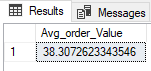 Results Messages
Avg_order_Value
1 38.3072623343546